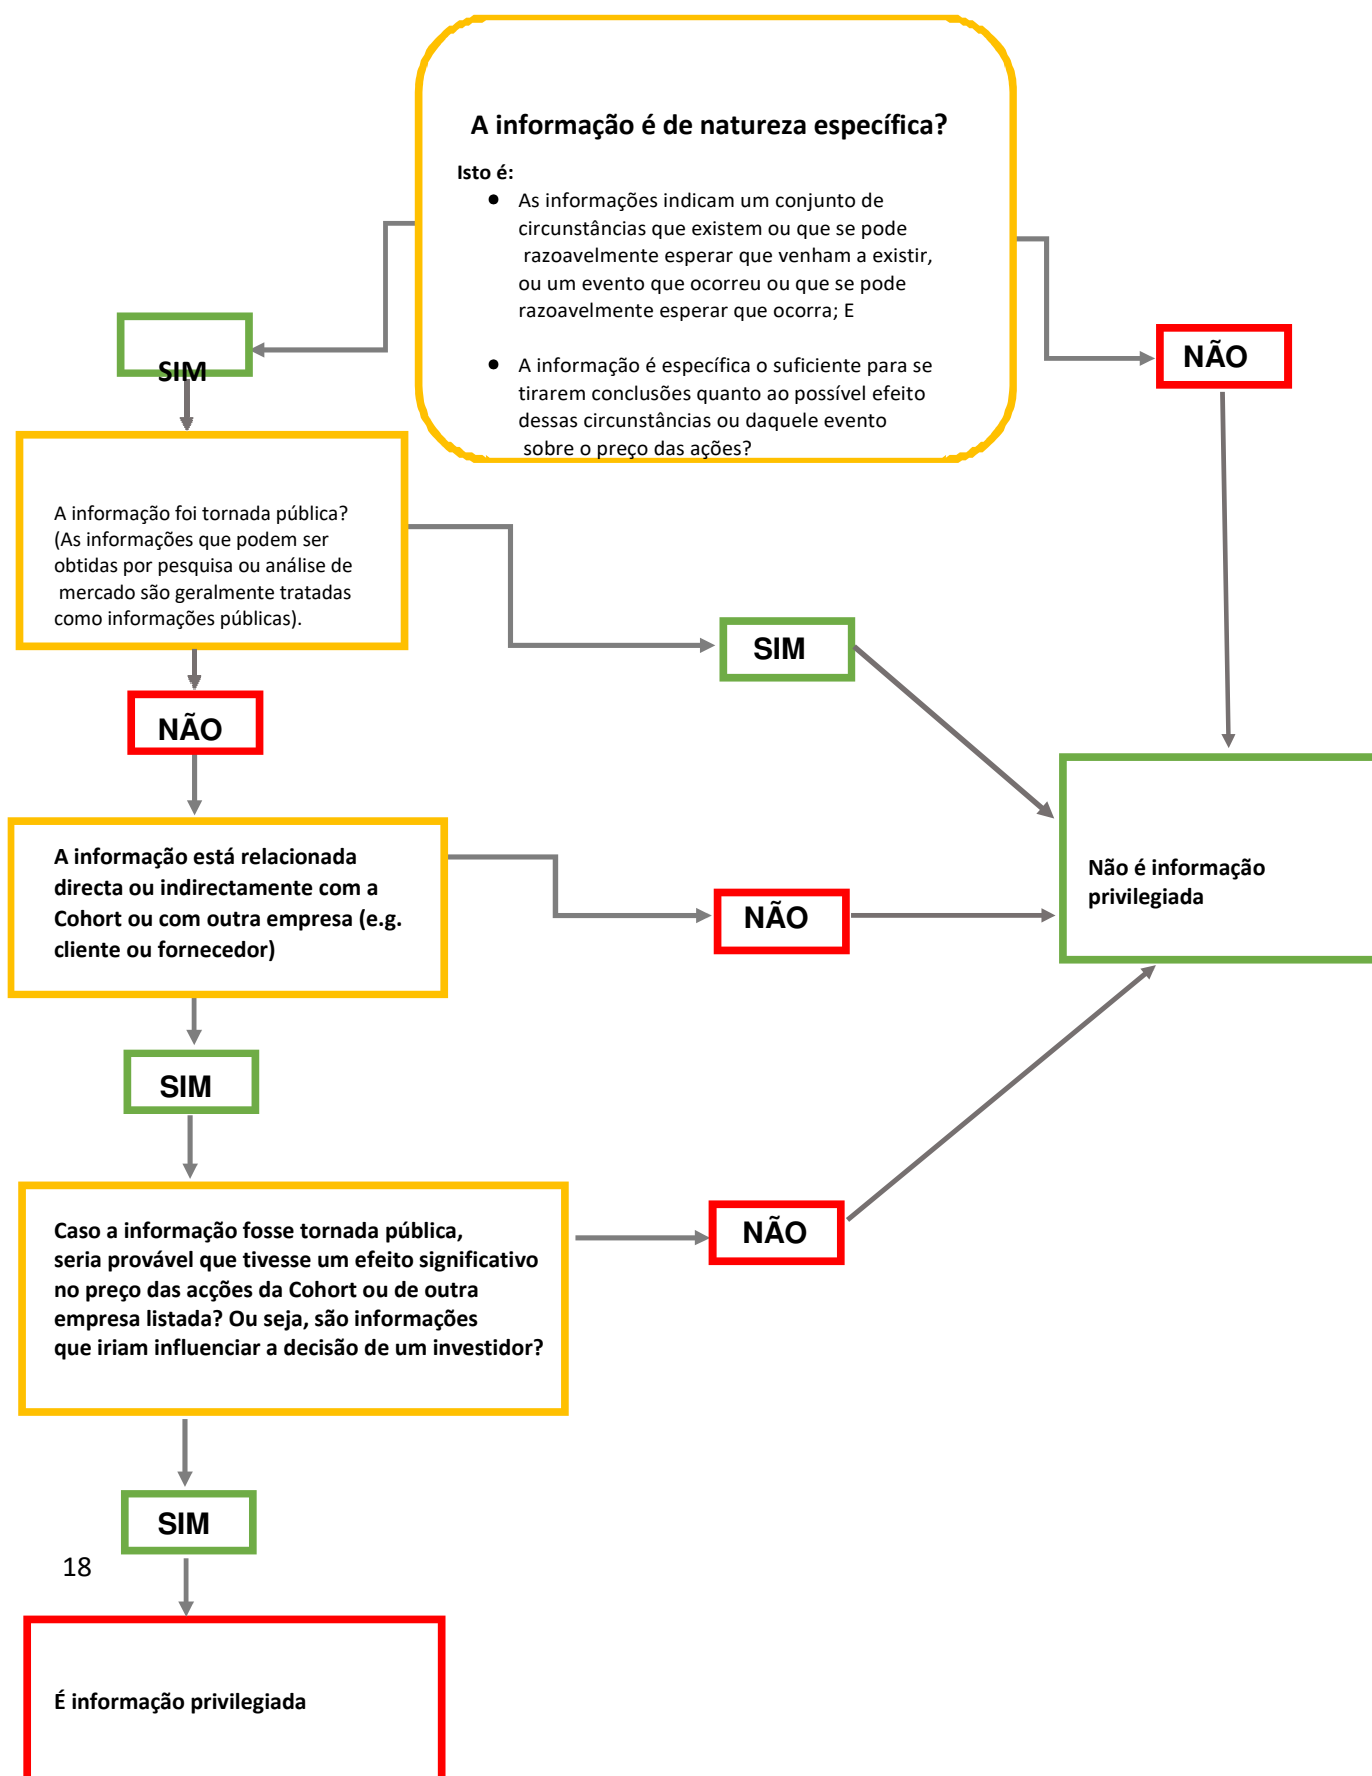 A informação é de natureza específica?
Isto é:
● As informações indicam um conjunto de
circunstâncias que existem ou que se pode
razoavelmente esperar que venham a existir,
ou um evento que ocorreu ou que se pode
razoavelmente esperar que ocorra; E
● A informação é específica o suficiente para se
tirarem conclusões quanto ao possível efeito
dessas circunstâncias ou daquele evento
sobre o preço das ações?
SIM
NÃO
A informação foi tornada pública?
(As informações que podem ser
obtidas por pesquisa ou análise de
mercado são geralmente tratadas
como informações públicas).
SIM
NÃO
A informação está relacionada
directa ou indirectamente com a
Cohort ou com outra empresa (e.g.
cliente ou fornecedor)
NÃO
Não é informação
privilegiada
SIM
Caso a informação fosse tornada pública,
seria provável que tivesse um efeito significativo
no preço das acções da Cohort ou de outra
empresa listada? Ou seja, são informações
que iriam influenciar a decisão de um investidor?
NÃO
SIM
18
É informação privilegiada